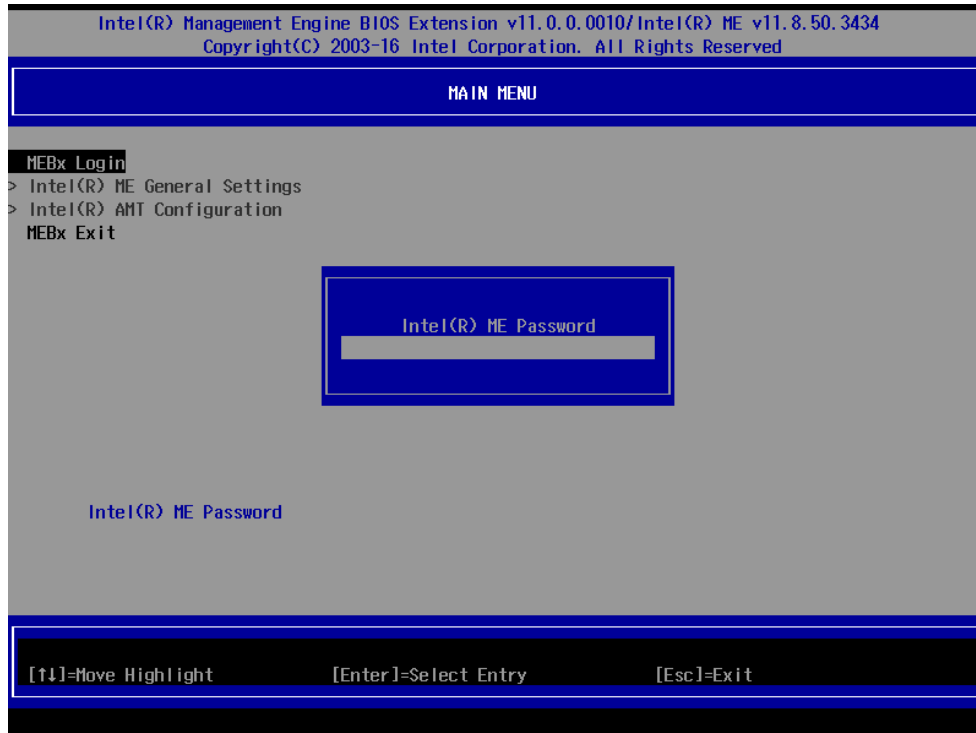 Intel(R) Management Engine BIOS Extension v11.0.0.0010/Intel(R) ME v11.8.50.3434
Copyright(C) 2003-16 Intel Corporation. All Rights Reserved
MAIN MENU
MEBx Login
> Intel(R) ME General Settings
> Intel(R) AMT Configuration
MEBx Exit
Intel(R) ME Password
Intel(R) ME Password
[↑↓]=Move Highlight [Enter]=Select Entry [Esc]=Exit